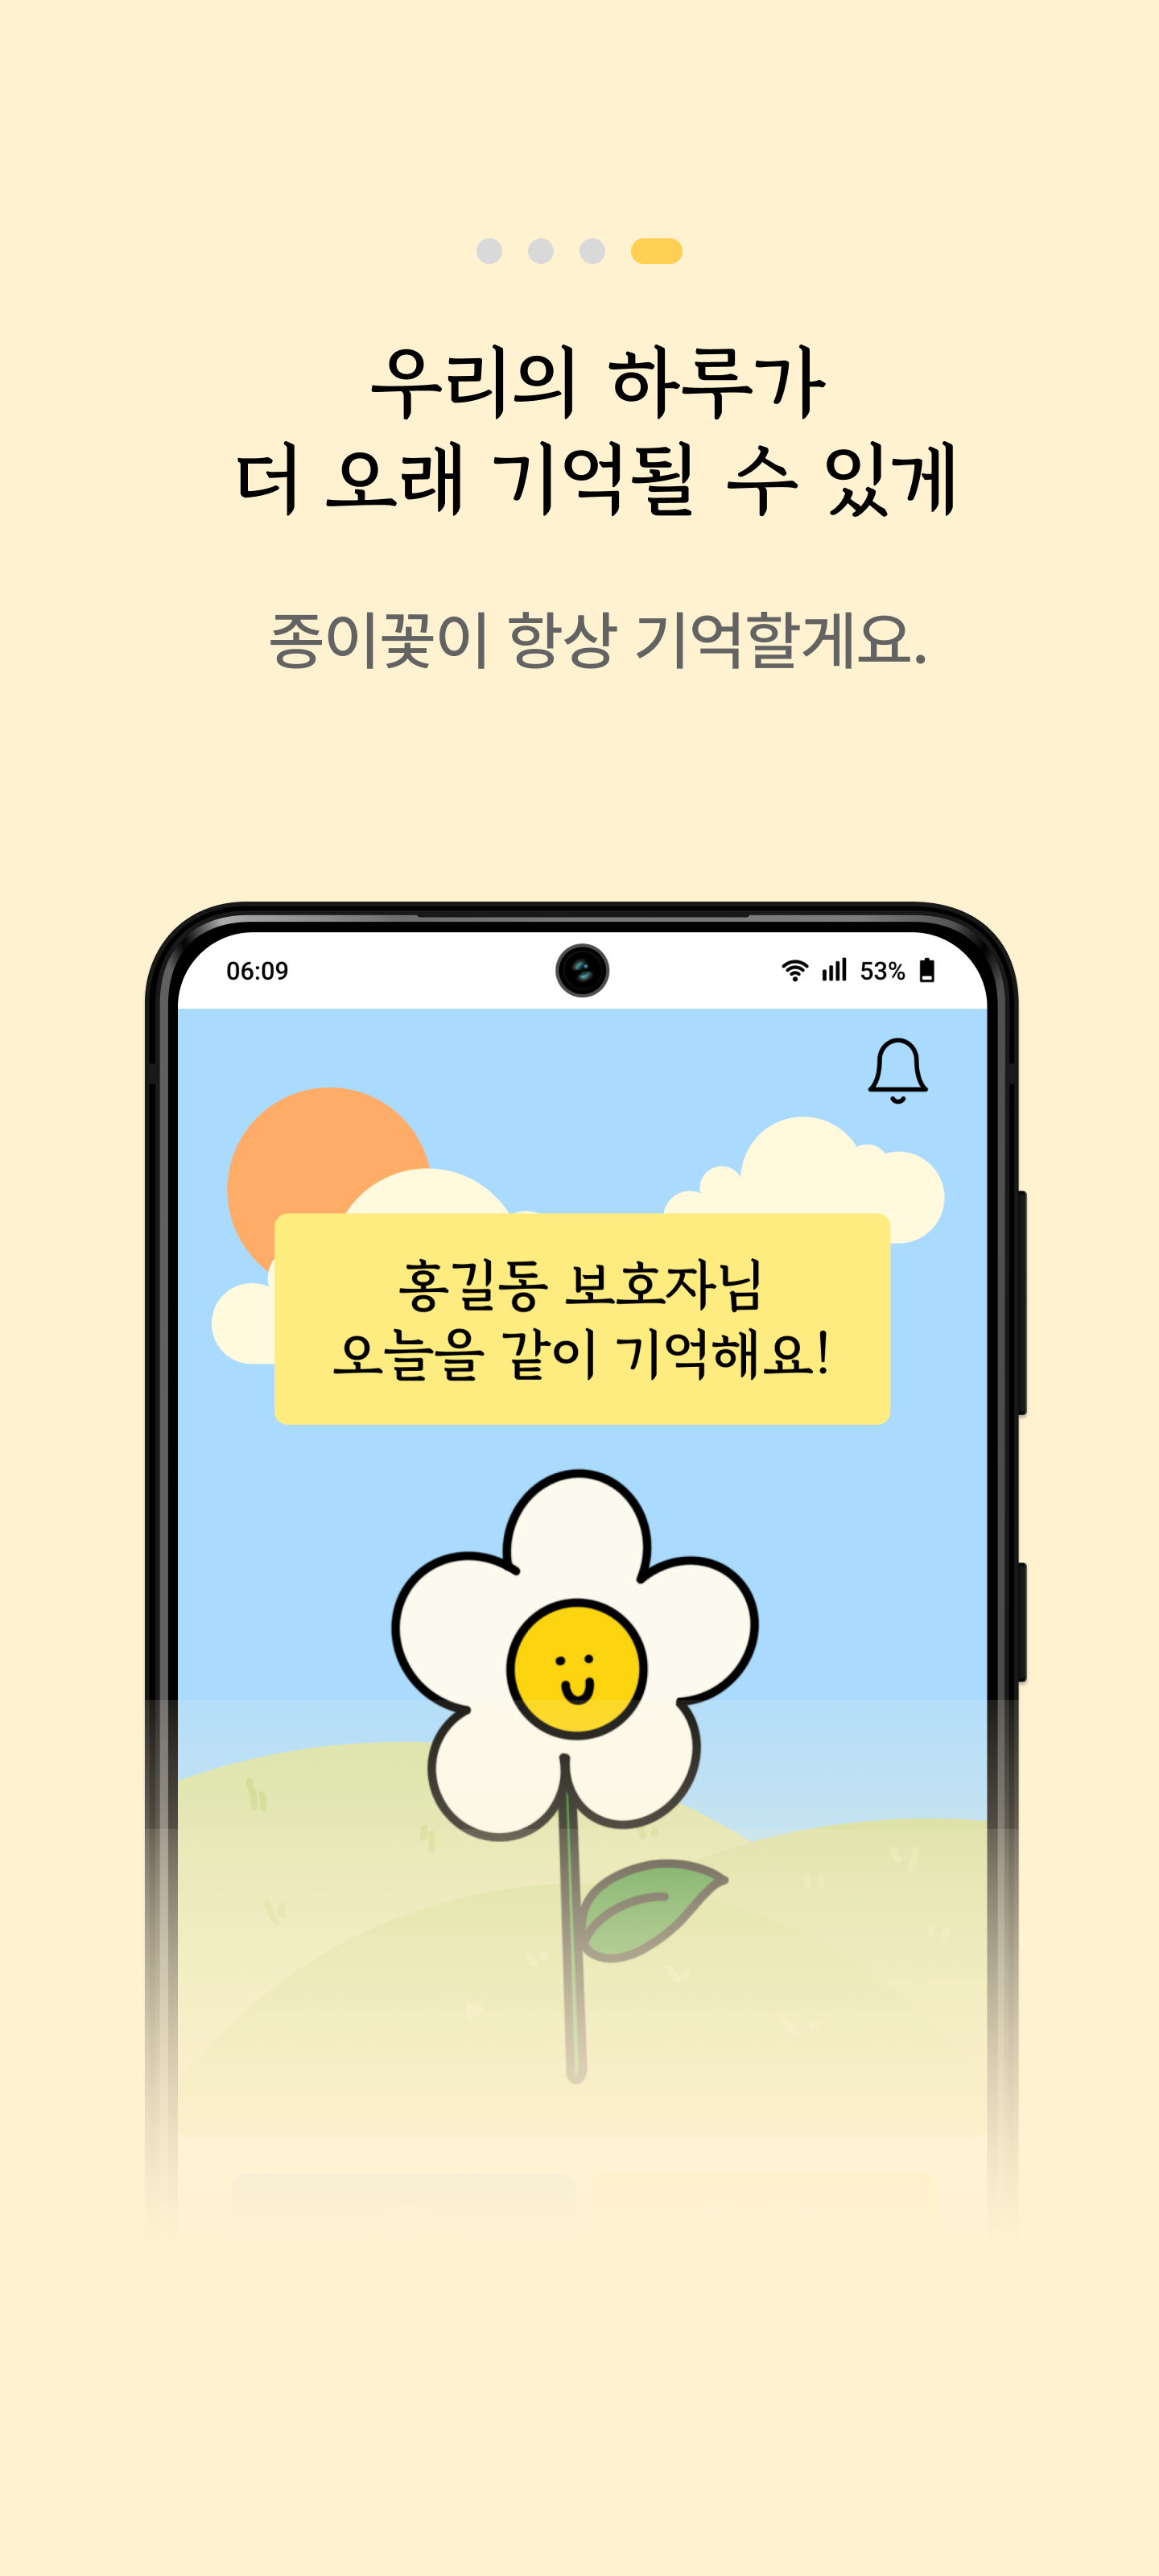 우리의 하루가
더 오래 기억될 수 있게
종이꽃이 항상 기억할게요.
06:09
53%
홍길동 보호자님
오늘을 같이 기억해요!